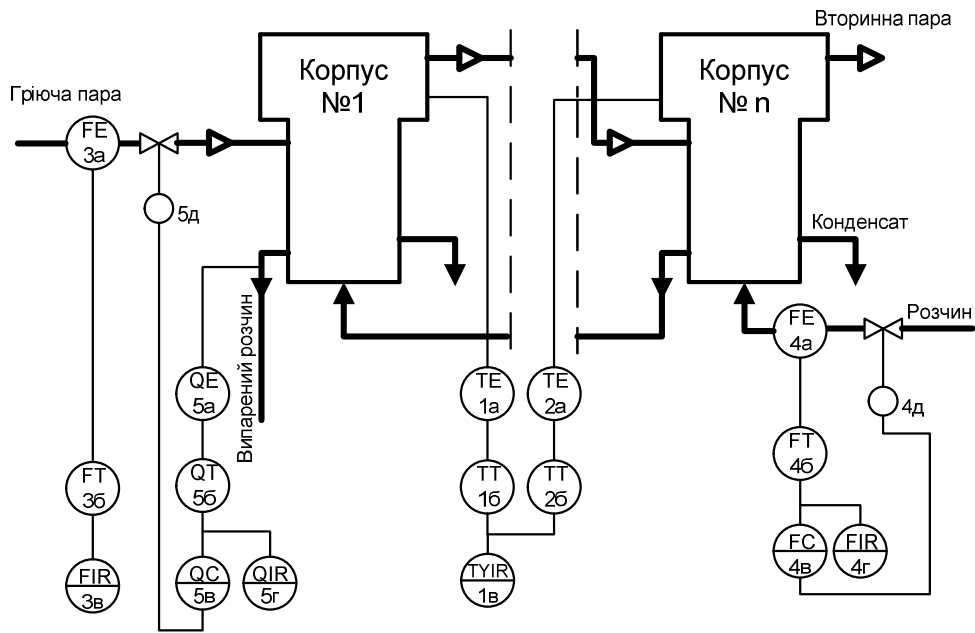 Вторинна пара
Корпус
№1
Корпус
№ n
Гріюча пара
FE
3а
5д
Конденсат
Випарений розчин
FE
4а
Розчин
QE
5а
TE
1а
TE
2а
4д
FT
3б
QT
5б
TT
1б
TT
2б
FT
4б
FIR
3в
QC
5в
QIR
5г
TYIR
1в
FC
4в
FIR
4г